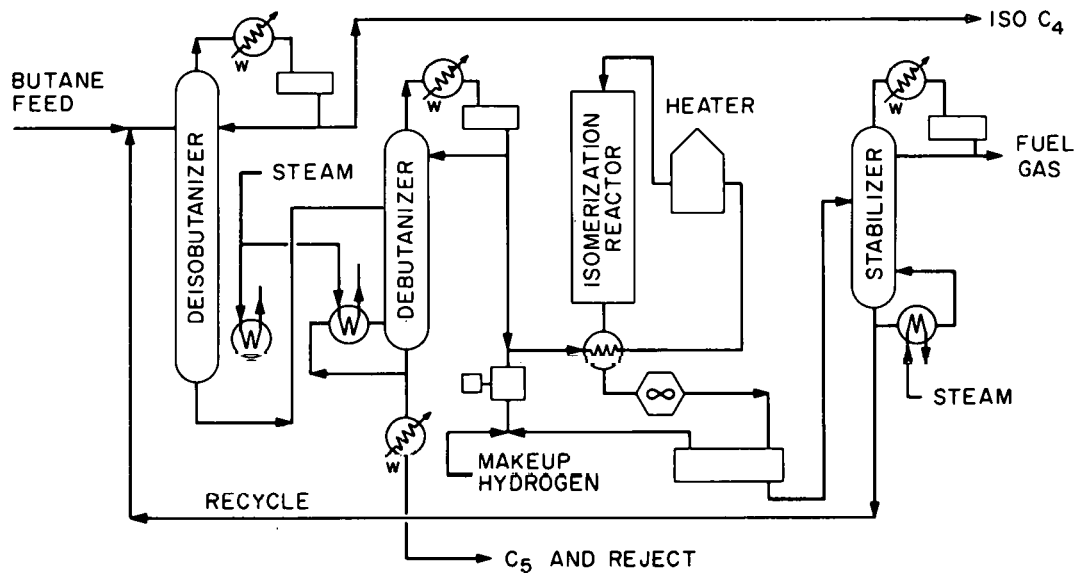 ISO C4
BUTANE
FEED
W
W
W
HEATER
FUEL
GAS
STEAM
DEISOBUTANIZER
DEBUTANIZER
ISOMERIZATION
REACTOR
STABILIZER
STEAM
W
MAKEUP
HYDROGEN
RECYCLE
C5 AND REJECT